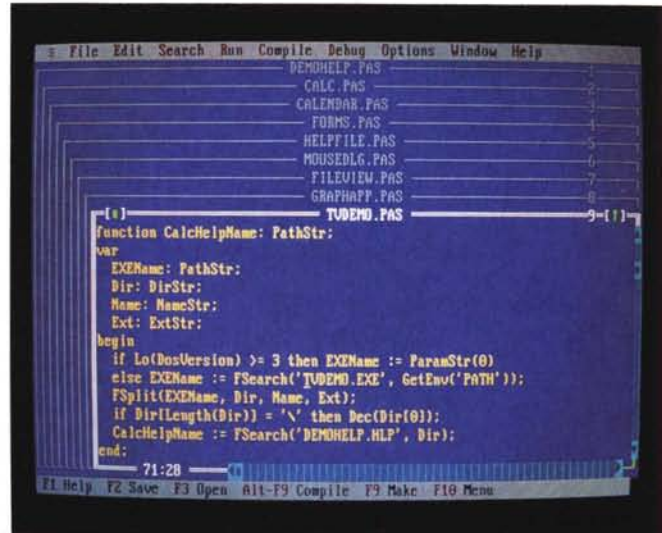 ≡ File Edit Search Run Compile Debug Options Window Help
DEMOHELP.PAS 1
CALC.PAS 2
CALENDAR.PAS 3
FORMS.PAS 4
HELPFILE.PAS 5
MOUSEDLG.PAS 6
FILEVIEW.PAS 7
GRAPHAPP.PAS 8
[■] TVDEMO.PAS 9=[↑]
function CalcHelpName: PathStr;
var
EXEName: PathStr;
Dir: DirStr;
Name: NameStr;
Ext: ExtStr;
begin
if Lo(DosVersion) >= 3 then EXEName := ParamStr(0)
else EXEName := FSearch('TVDEMO.EXE', GetEnv('PATH'));
FSplit(EXEName, Dir, Name, Ext);
if Dir[Length(Dir)] = '\' then Dec(Dir[0]);
CalcHelpName := FSearch('DEMOHELP.HLP', Dir);
end;
71:28
F1 Help F2 Save F3 Open Alt-F9 Compile F9 Make F10 Menu